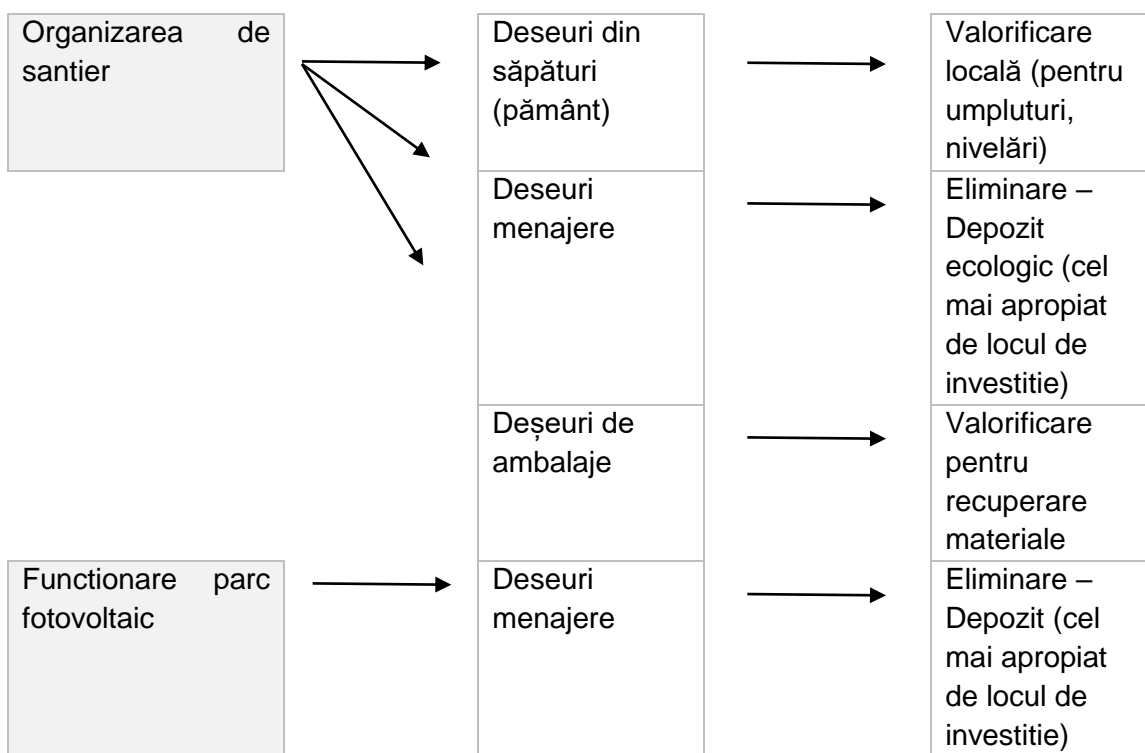 Organizarea de
santier
Deseuri din
săpături
(pământ)
Valorificare
locală (pentru
umpluturi,
nivelări)
Deseuri
menajere
Eliminare –
Depozit
ecologic (cel
mai apropiat
de locul de
investitie)
Deșeuri de
ambalaje
Valorificare
pentru
recuperare
materiale
Functionare parc
fotovoltaic
Deseuri
menajere
Eliminare –
Depozit (cel
mai apropiat
de locul de
investitie)